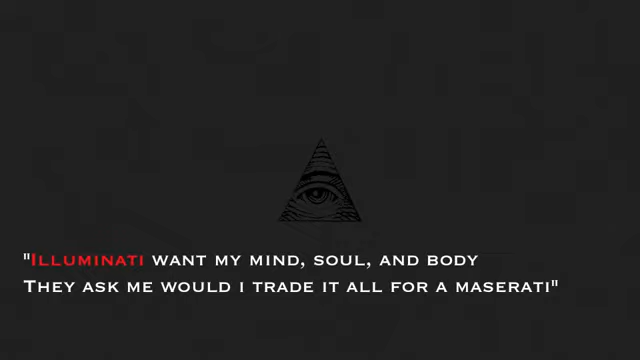 "Illuminati want my mind, soul, and body
They ask me would i trade it all for a maserati"